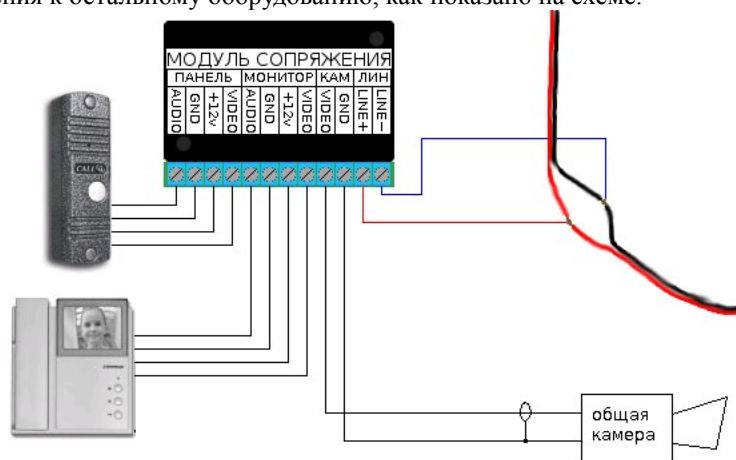 ния к остальному оборудованию, как показано на схеме.
МОДУЛЬ СОПРЯЖЕНИЯ
ПАНЕЛЬ МОНИТОР КАМ ЛИН
AUDIO GND +12v VIDEO AUDIO GND +12v VIDEO VIDEO GND LINE+ LINE−
CALL
общая
камера